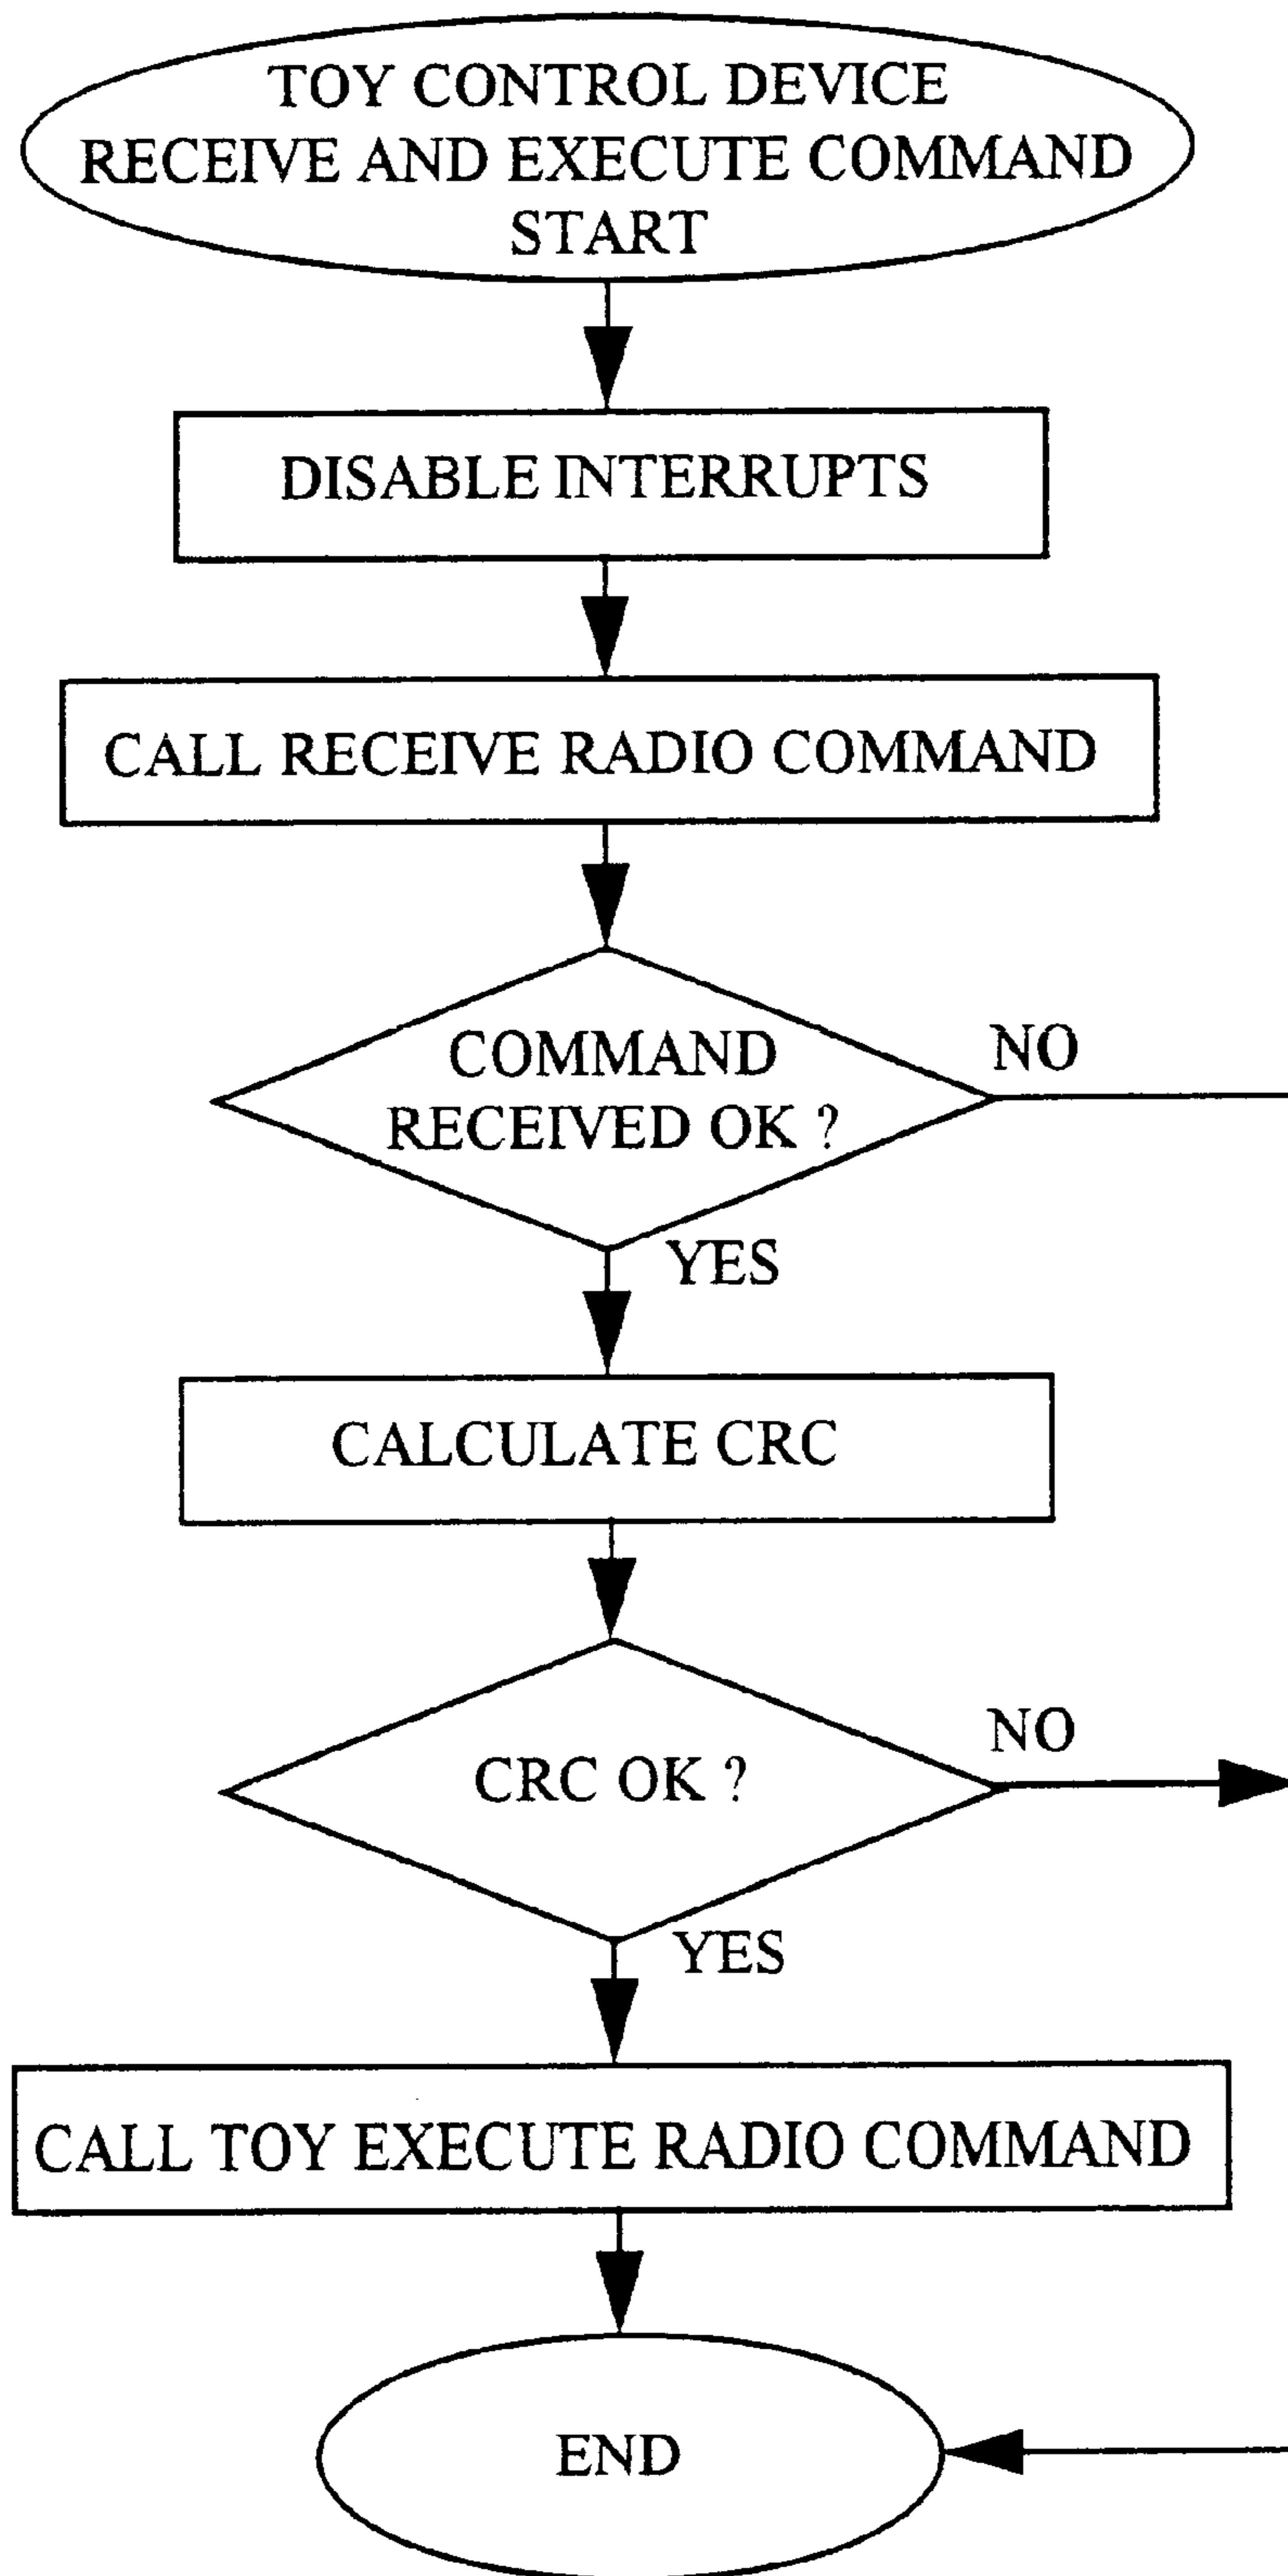 TOY CONTROL DEVICE
RECEIVE AND EXECUTE COMMAND
START
DISABLE INTERRUPTS
CALL RECEIVE RADIO COMMAND
COMMAND
RECEIVED OK ?
NO
YES
CALCULATE CRC
CRC OK ?
NO
YES
CALL TOY EXECUTE RADIO COMMAND
END